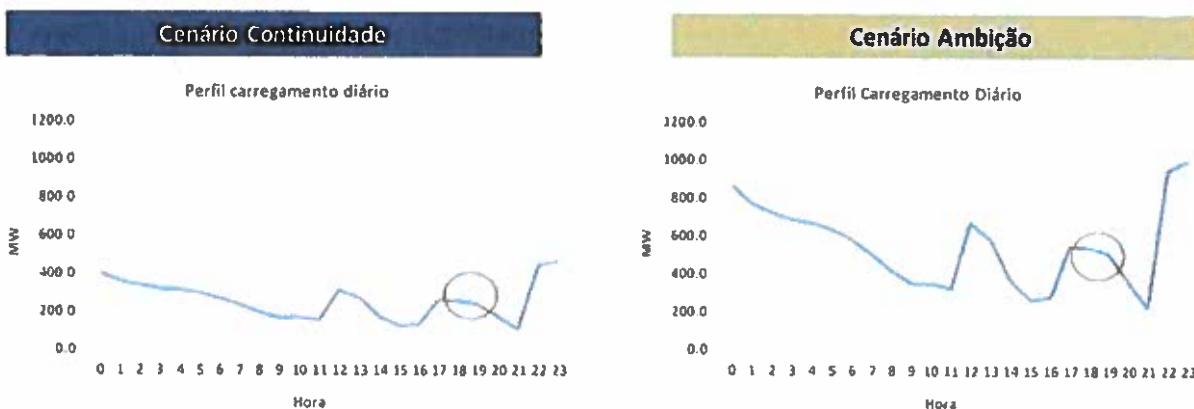 Cenário Continuidade
Perfil carregamento diário
1200.0
1000.0
800.0
600.0
400.0
200.0
0.0
MW
0 1 2 3 4 5 6 7 8 9 10 11 12 13 14 15 16 17 18 19 20 21 22 23
Hora
Cenário Ambição
Perfil Carregamento Diário
1200.0
1000.0
800.0
600.0
400.0
200.0
0.0
MW
0 1 2 3 4 5 6 7 8 9 10 11 12 13 14 15 16 17 18 19 20 21 22 23
Hora